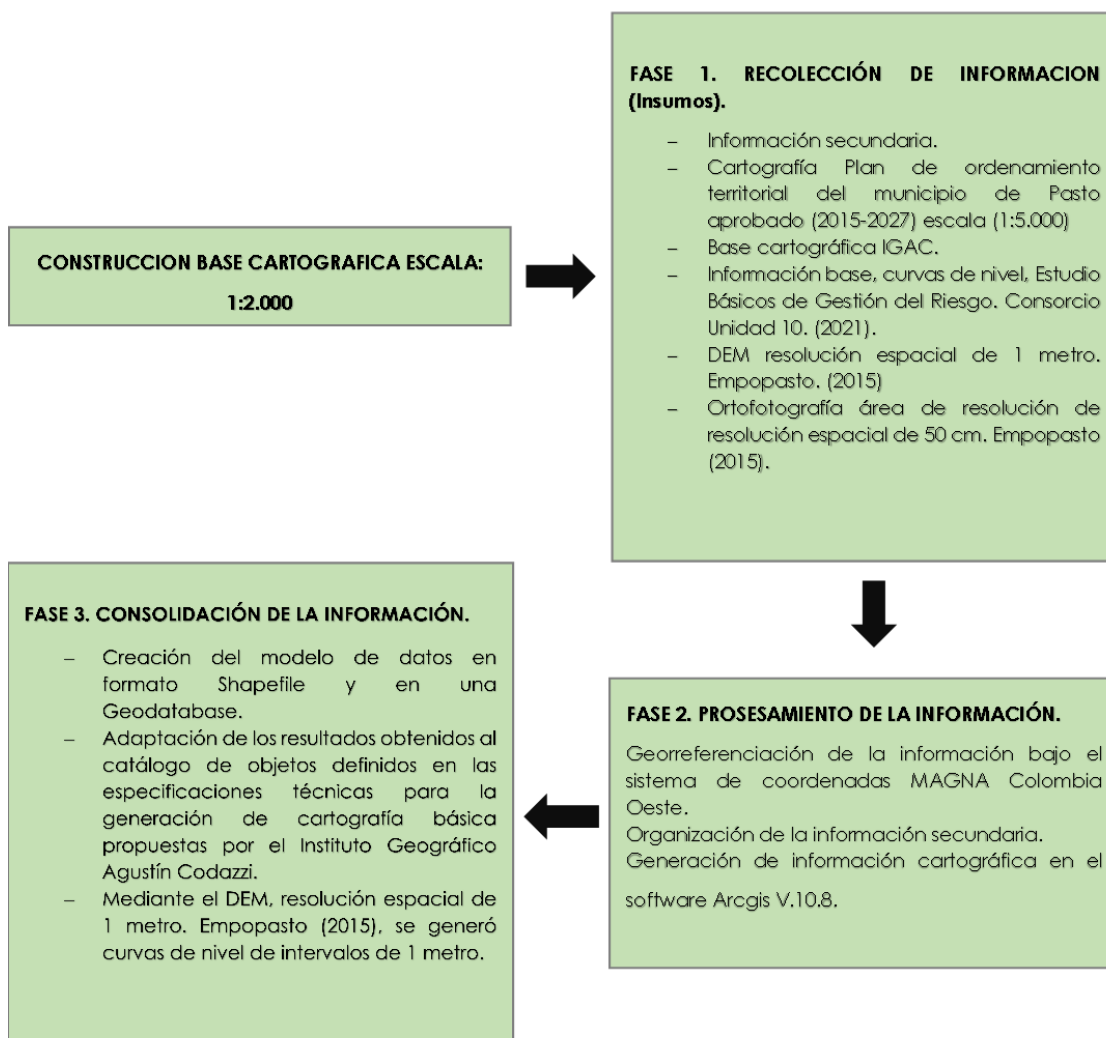 CONSTRUCCION BASE CARTOGRAFICA ESCALA:
1:2.000
FASE 1. RECOLECCIÓN DE INFORMACION
(Insumos).
– Información secundaria.
– Cartografía Plan de ordenamiento
territorial del municipio de Pasto
aprobado (2015-2027) escala (1:5.000)
– Base cartográfica IGAC.
– Información base, curvas de nivel, Estudio
Básicos de Gestión del Riesgo. Consorcio
Unidad 10. (2021).
– DEM resolución espacial de 1 metro.
Empopasto. (2015)
– Ortofotografía área de resolución de
resolución espacial de 50 cm. Empopasto
(2015).
FASE 2. PROSESAMIENTO DE LA INFORMACIÓN.
Georreferenciación de la información bajo el
sistema de coordenadas MAGNA Colombia
Oeste.
Organización de la información secundaria.
Generación de información cartográfica en el
software Arcgis V.10.8.
FASE 3. CONSOLIDACIÓN DE LA INFORMACIÓN.
– Creación del modelo de datos en
formato Shapefile y en una
Geodatabase.
– Adaptación de los resultados obtenidos al
catálogo de objetos definidos en las
especificaciones técnicas para la
generación de cartografía básica
propuestas por el Instituto Geográfico
Agustín Codazzi.
– Mediante el DEM, resolución espacial de
1 metro. Empopasto (2015), se generó
curvas de nivel de intervalos de 1 metro.